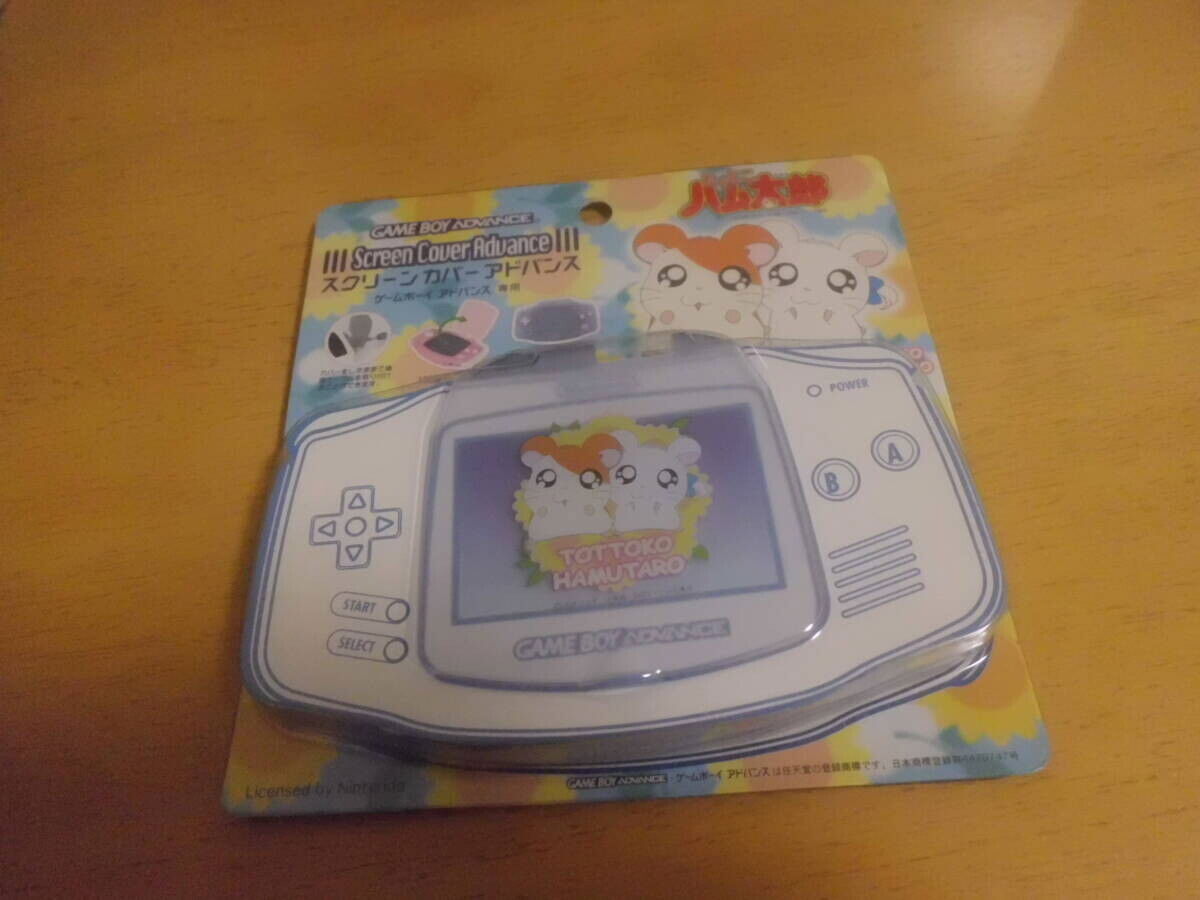 GAME BOY ADVANCE
Screen Cover Advance
スクリーン カバー アドバンス
ゲームボーイ アドバンス 専用
ハム太郎
POWER
A
B
START
SELECT
TOTTOKO
HAMUTARO
GAME BOY ADVANCE
GAME BOY ADVANCE・ゲームボーイ アドバンスは任天堂の登録商標です。
Licensed by Nintendo